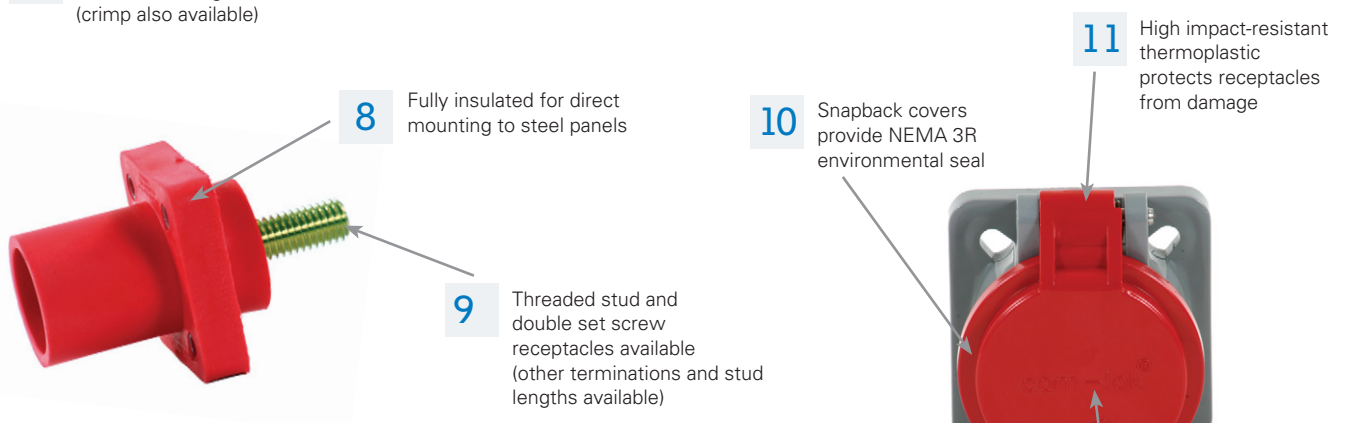 (crimp also available)
8
Fully insulated for direct
mounting to steel panels
9
Threaded stud and
double set screw
receptacles available
(other terminations and stud
lengths available)
10
Snapback covers
provide NEMA 3R
environmental seal
11
High impact-resistant
thermoplastic
protects receptacles
from damage
cam-lok®